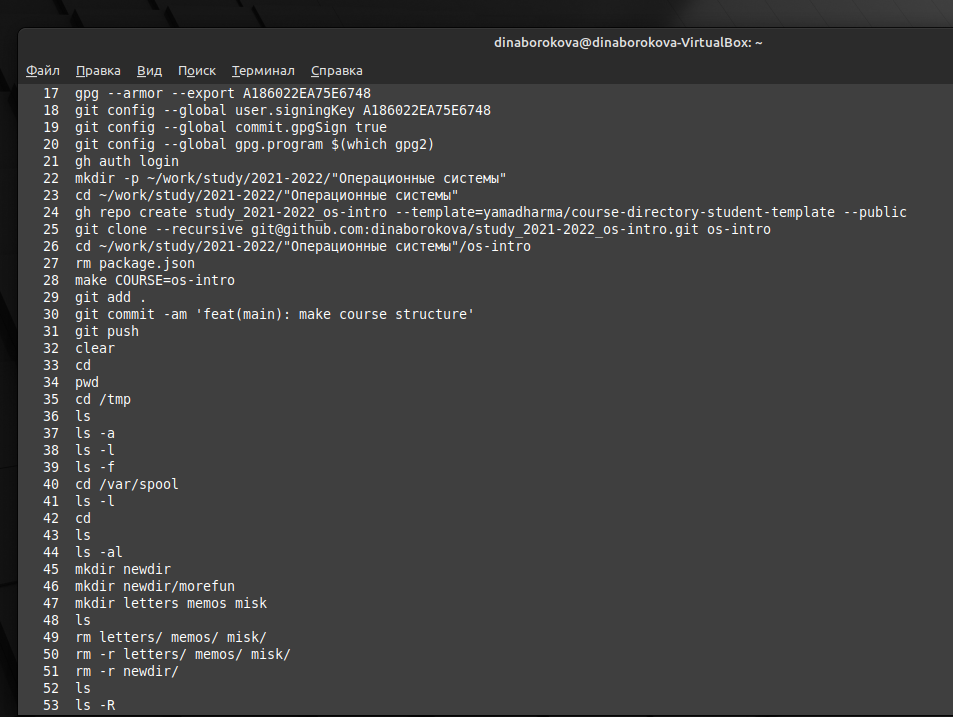 dinaborokova@dinaborokova-VirtualBox: ~
Файл Правка Вид Поиск Терминал Справка
17 gpg --armor --export A186022EA75E6748
18 git config --global user.signingKey A186022EA75E6748
19 git config --global commit.gpgSign true
20 git config --global gpg.program $(which gpg2)
21 gh auth login
22 mkdir -p ~/work/study/2021-2022/"Операционные системы"
23 cd ~/work/study/2021-2022/"Операционные системы"
24 gh repo create study_2021-2022_os-intro --template=yamadharma/course-directory-student-template --public
25 git clone --recursive git@github.com:dinaborokova/study_2021-2022_os-intro.git os-intro
26 cd ~/work/study/2021-2022/"Операционные системы"/os-intro
27 rm package.json
28 make COURSE=os-intro
29 git add .
30 git commit -am 'feat(main): make course structure'
31 git push
32 clear
33 cd
34 pwd
35 cd /tmp
36 ls
37 ls -a
38 ls -l
39 ls -f
40 cd /var/spool
41 ls -l
42 cd
43 ls
44 ls -al
45 mkdir newdir
46 mkdir newdir/morefun
47 mkdir letters memos misk
48 ls
49 rm letters/ memos/ misk/
50 rm -r letters/ memos/ misk/
51 rm -r newdir/
52 ls
53 ls -R